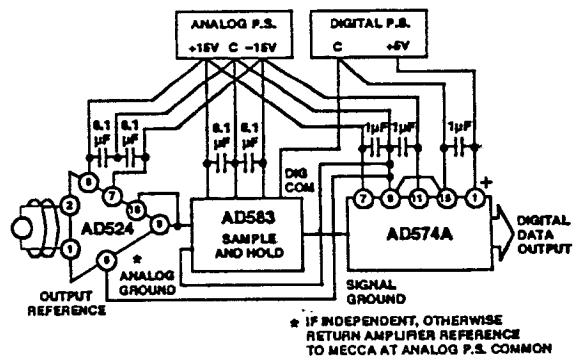 ANALOG P.S.
+15V C −15V
DIGITAL P.S.
C +5V
0.1
µF
0.1
µF
0.1
µF
0.1
µF
1µF
1µF
1µF
1µF
DIG
COM
2
1
8
7
10
9
6
AD524
AD583
SAMPLE
AND HOLD
7
9
11
15
1
+
AD574A
DIGITAL
DATA
OUTPUT
*
ANALOG
GROUND
OUTPUT
REFERENCE
SIGNAL
GROUND
* IF INDEPENDENT, OTHERWISE
RETURN AMPLIFIER REFERENCE
TO MECCA AT ANALOG P.S. COMMON